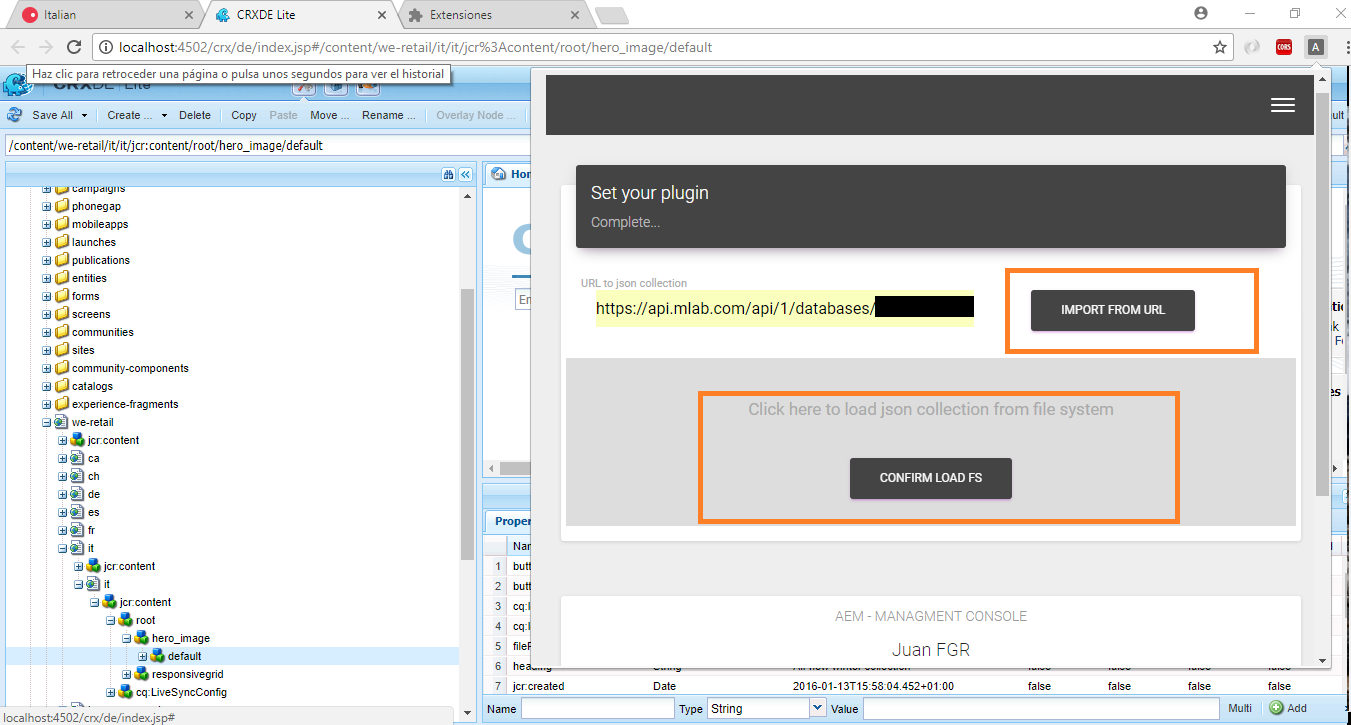 Italian
CRXDE Lite
Extensiones
localhost:4502/crx/de/index.jsp#/content/we-retail/it/it/jcr%3Acontent/root/hero_image/default
CORS
A
Haz clic para retroceder una página o pulsa unos segundos para ver el historial
CRXDE Lite
Save All
Create ...
Delete
Copy
Paste
Move ...
Rename ...
Overlay Node ...
/content/we-retail/it/it/jcr:content/root/hero_image/default
campaigns
phonegap
mobileapps
launches
publications
entities
forms
screens
communities
sites
community-components
catalogs
experience-fragments
we-retail
jcr:content
ca
ch
de
es
fr
it
jcr:content
it
jcr:content
root
hero_image
default
responsivegrid
cq:LiveSyncConfig
localhost:4502/crx/de/index.jsp#
Hom
Set your plugin
Complete...
URL to json collection
https://api.mlab.com/api/1/databases/
IMPORT FROM URL
Click here to load json collection from file system
CONFIRM LOAD FS
AEM - MANAGMENT CONSOLE
Juan FGR
Proper
Nam
1 butt
2 butt
3 cq:l
4 cq:l
5 fileR
6 heading String All new winter collection false false false false
7 jcr:created Date 2016-01-13T15:58:04.452+01:00 false false false false
Name
Type
String
Value
Multi
Add